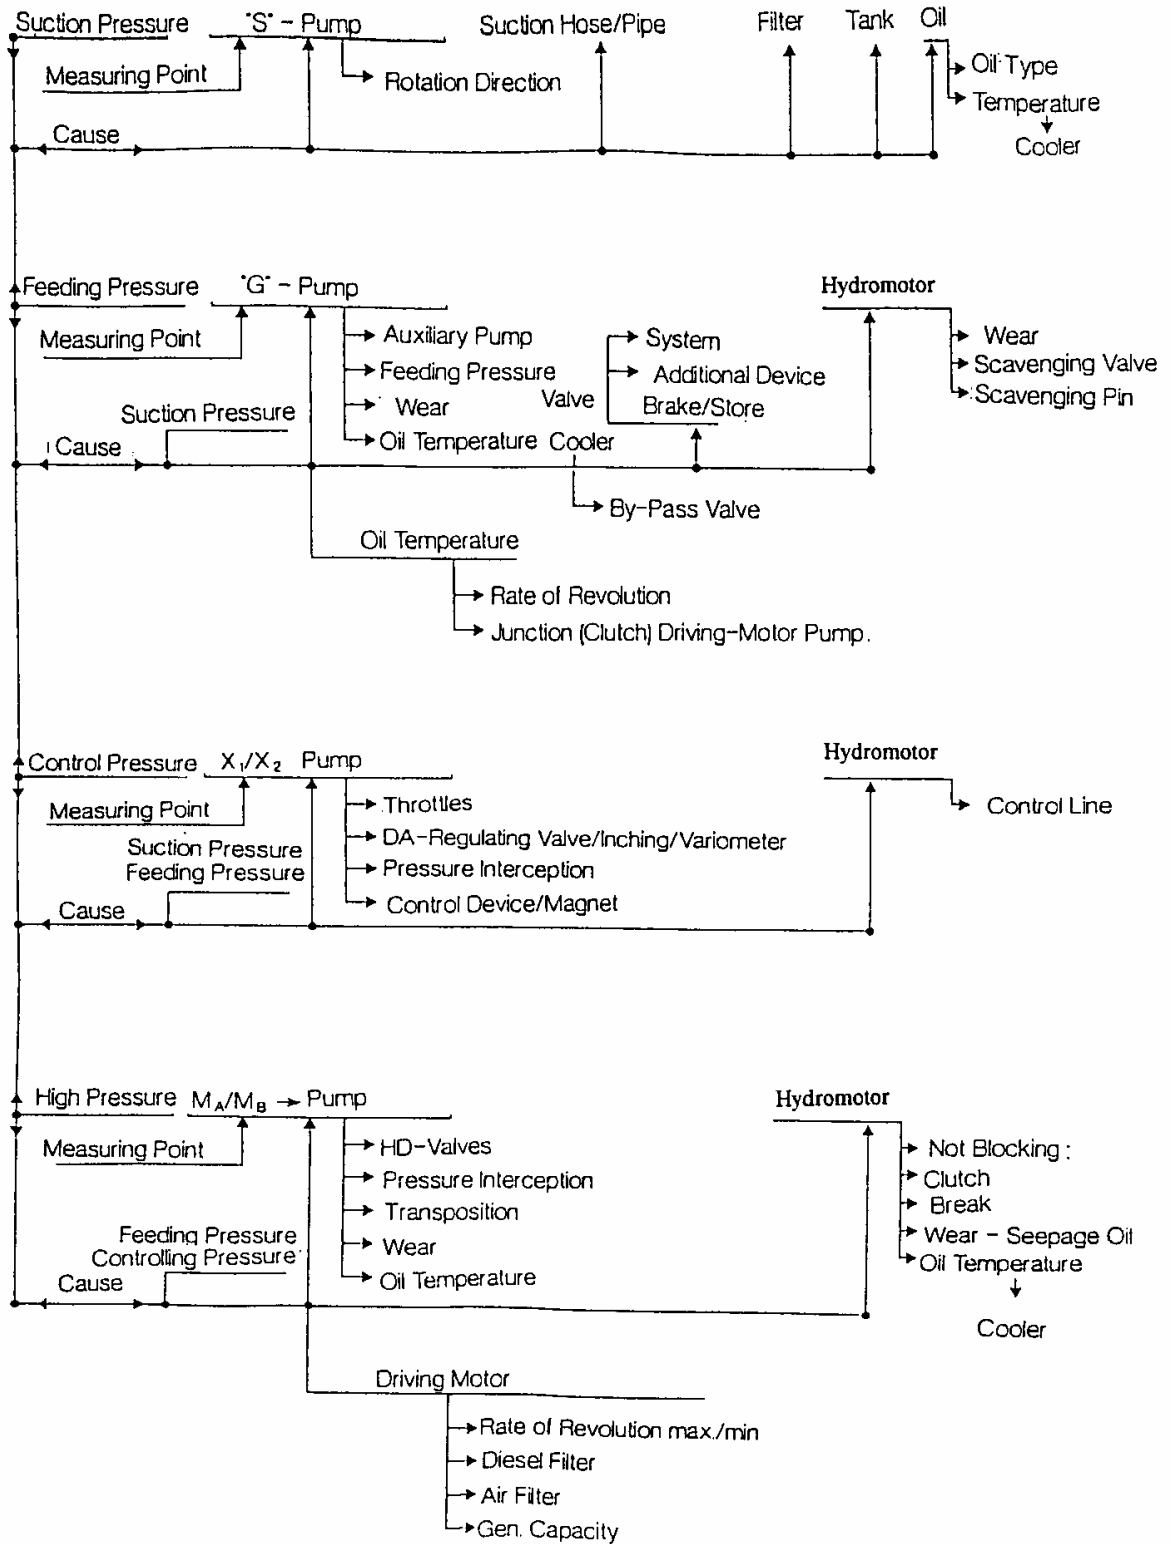 Suction Pressure "S" - Pump Suction Hose/Pipe Filter Tank Oil
Measuring Point Rotation Direction Oil Type
Temperature
Cause Cooler
Feeding Pressure "G" - Pump Hydromotor
Measuring Point Auxiliary Pump System Wear
Feeding Pressure Additional Device Scavenging Valve
Suction Pressure Wear Valve Brake/Store Scavenging Pin
Cause Oil Temperature Cooler
By-Pass Valve
Oil Temperature
Rate of Revolution
Junction (Clutch) Driving-Motor Pump.
Control Pressure X1/X2 Pump Hydromotor
Measuring Point Throttles Control Line
Suction Pressure DA-Regulating Valve/Inching/Variometer
Feeding Pressure Pressure Interception
Cause Control Device/Magnet
High Pressure MA/MB → Pump Hydromotor
Measuring Point HD-Valves Not Blocking :
Pressure Interception Clutch
Transposition Break
Feeding Pressure Wear Wear - Seepage Oil
Controlling Pressure Oil Temperature
Cause Oil Temperature
Cooler
Driving Motor
Rate of Revolution max./min
Diesel Filter
Air Filter
Gen. Capacity